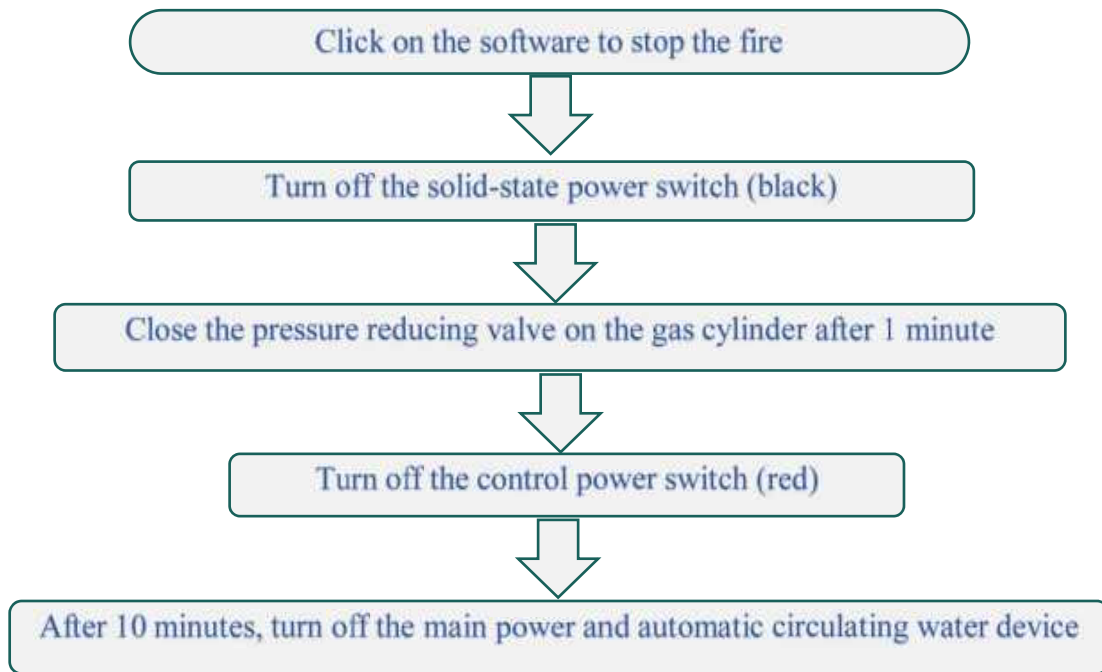 Click on the software to stop the fire
Turn off the solid-state power switch (black)
Close the pressure reducing valve on the gas cylinder after 1 minute
Turn off the control power switch (red)
After 10 minutes, turn off the main power and automatic circulating water device